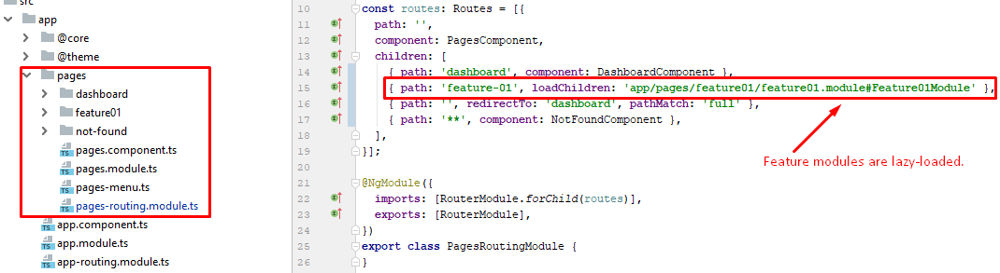 src
app
@core
@theme
pages
dashboard
feature01
not-found
pages.component.ts
pages.module.ts
pages-menu.ts
pages-routing.module.ts
app.component.ts
app.module.ts
app-routing.module.ts
10 const routes: Routes = [{
11 path: '',
12 component: PagesComponent,
13 children: [
14 { path: 'dashboard', component: DashboardComponent },
15 { path: 'feature-01', loadChildren: 'app/pages/feature01/feature01.module#Feature01Module' },
16 { path: '', redirectTo: 'dashboard', pathMatch: 'full' },
17 { path: '**', component: NotFoundComponent },
18 ],
19 }];
20
21 @NgModule({
22 imports: [RouterModule.forChild(routes)],
23 exports: [RouterModule],
24 })
25 export class PagesRoutingModule {
26 }
Feature modules are lazy-loaded.